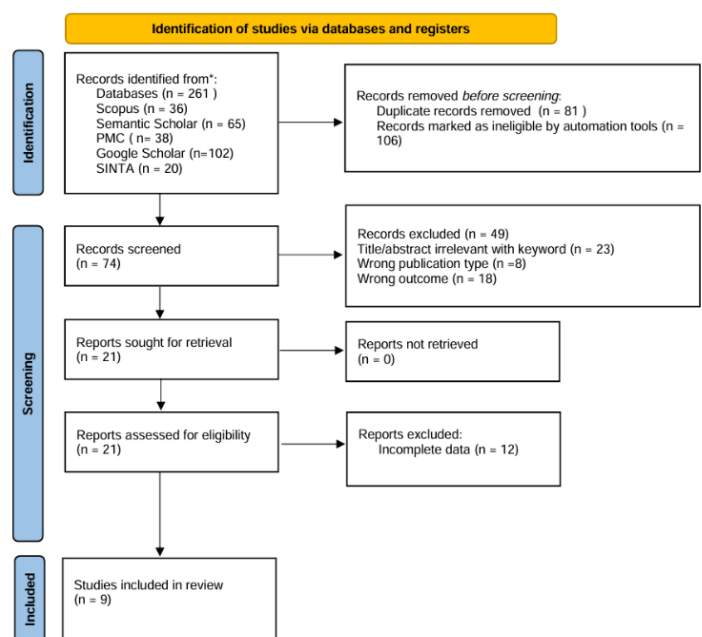 Identification of studies via databases and registers
Identification
Records identified from*:
Databases (n = 261 )
Scopus (n = 36)
Semantic Scholar (n = 65)
PMC ( n= 38)
Google Scholar (n=102)
SINTA (n = 20)
Records removed before screening:
Duplicate records removed (n = 81 )
Records marked as ineligible by automation tools (n =
106)
Screening
Records screened
(n = 74)
Records excluded (n = 49)
Title/abstract irrelevant with keyword (n = 23)
Wrong publication type (n =8)
Wrong outcome (n = 18)
Reports sought for retrieval
(n = 21)
Reports not retrieved
(n = 0)
Reports assessed for eligibility
(n = 21)
Reports excluded:
Incomplete data (n = 12)
Included
Studies included in review
(n = 9)